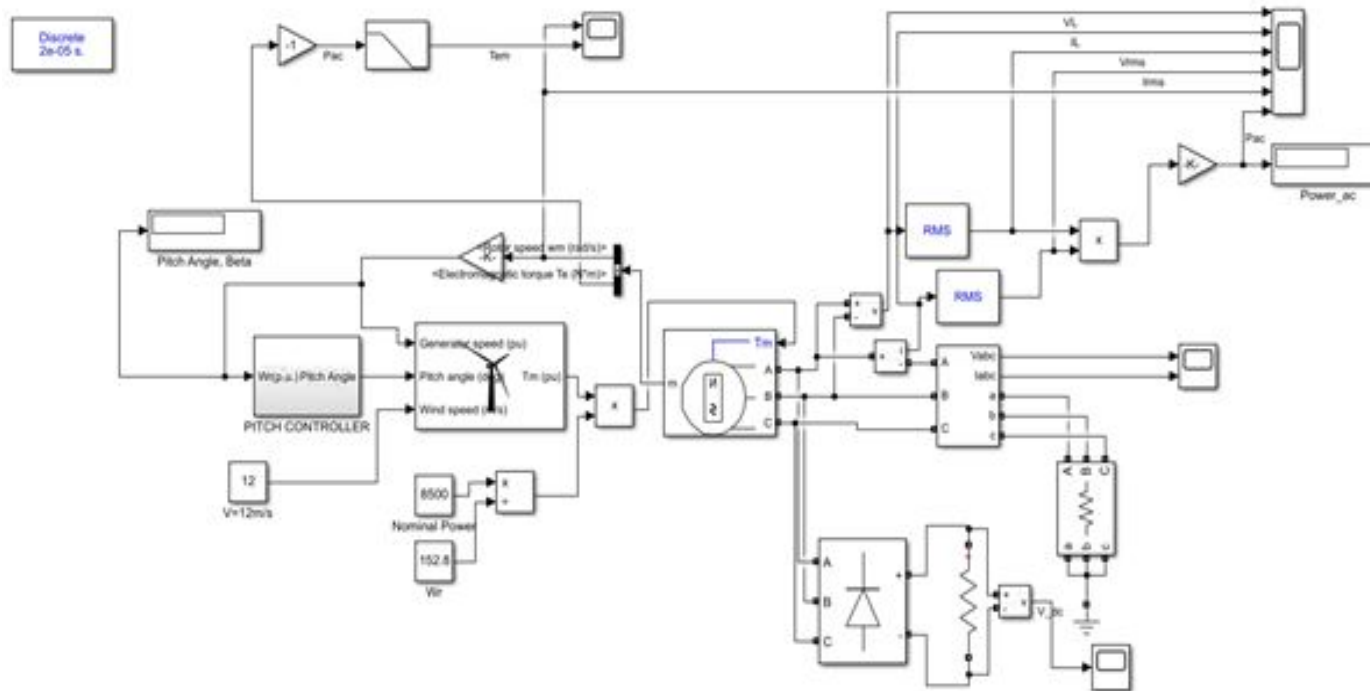 Discrete
2e-05 s.
-1
Pac
Tem
VL
IL
Vrms
Irms
Pac
-K-
Power_ac
RMS
x
RMS
Pitch Angle, Beta
-K-
<Rotor speed wm (rad/s)>
<Electromagnetic torque Te (N*m)>
Wr(p.u.) Pitch Angle
PITCH CONTROLLER
Generator speed (pu)
Pitch angle (deg)
Wind speed (m/s)
Tm (pu)
x
12
V=12m/s
8500
Nominal Power
152.8
Wr
x
÷
Tm
m
N
S
A
B
C
+
-
v
+
i
-
A
B
C
Vabc
Iabc
a
b
c
A
B
C
a
b
c
A
B
C
+
-
+
-
v
V_dc